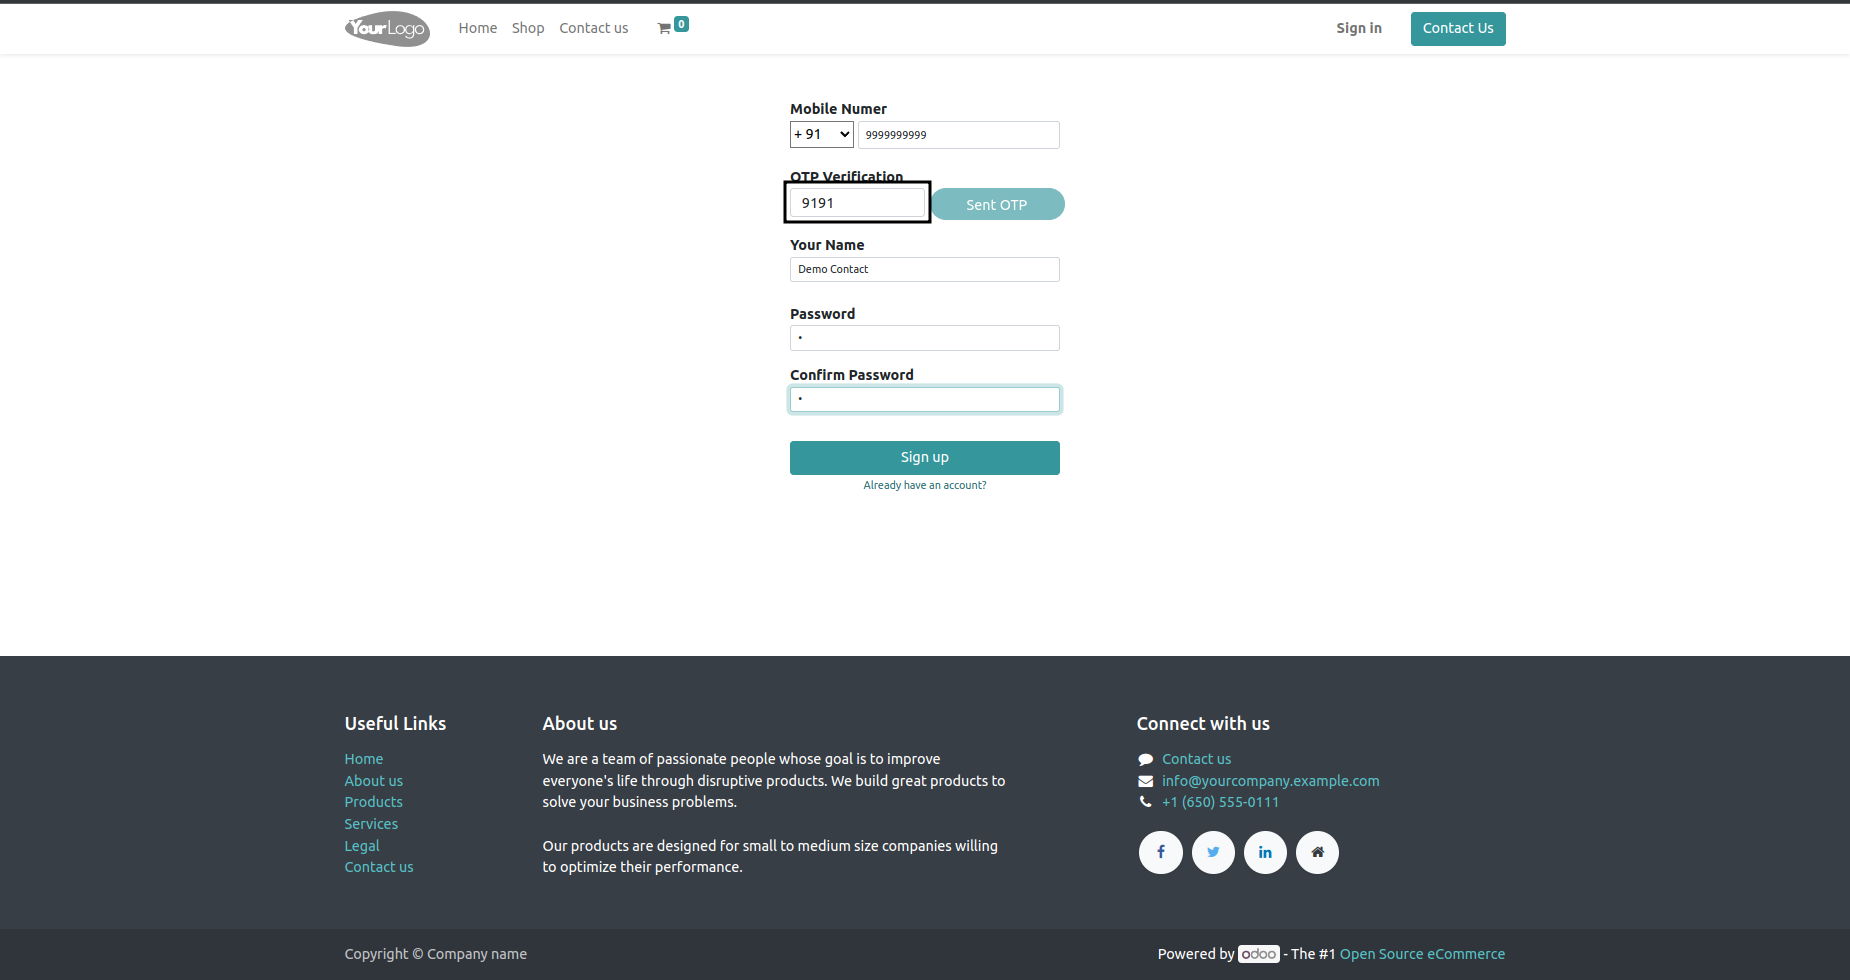 YourLogo Home Shop Contact us 0 Sign in Contact Us
Mobile Numer
+ 91 9999999999
OTP Verification
9191 Sent OTP
Your Name
Demo Contact
Password
•
Confirm Password
•
Sign up
Already have an account?
Useful Links
Home
About us
Products
Services
Legal
Contact us
About us
We are a team of passionate people whose goal is to improve
everyone's life through disruptive products. We build great products to
solve your business problems.
Our products are designed for small to medium size companies willing
to optimize their performance.
Connect with us
Contact us
info@yourcompany.example.com
+1 (650) 555-0111
Copyright © Company name
Powered by odoo - The #1 Open Source eCommerce